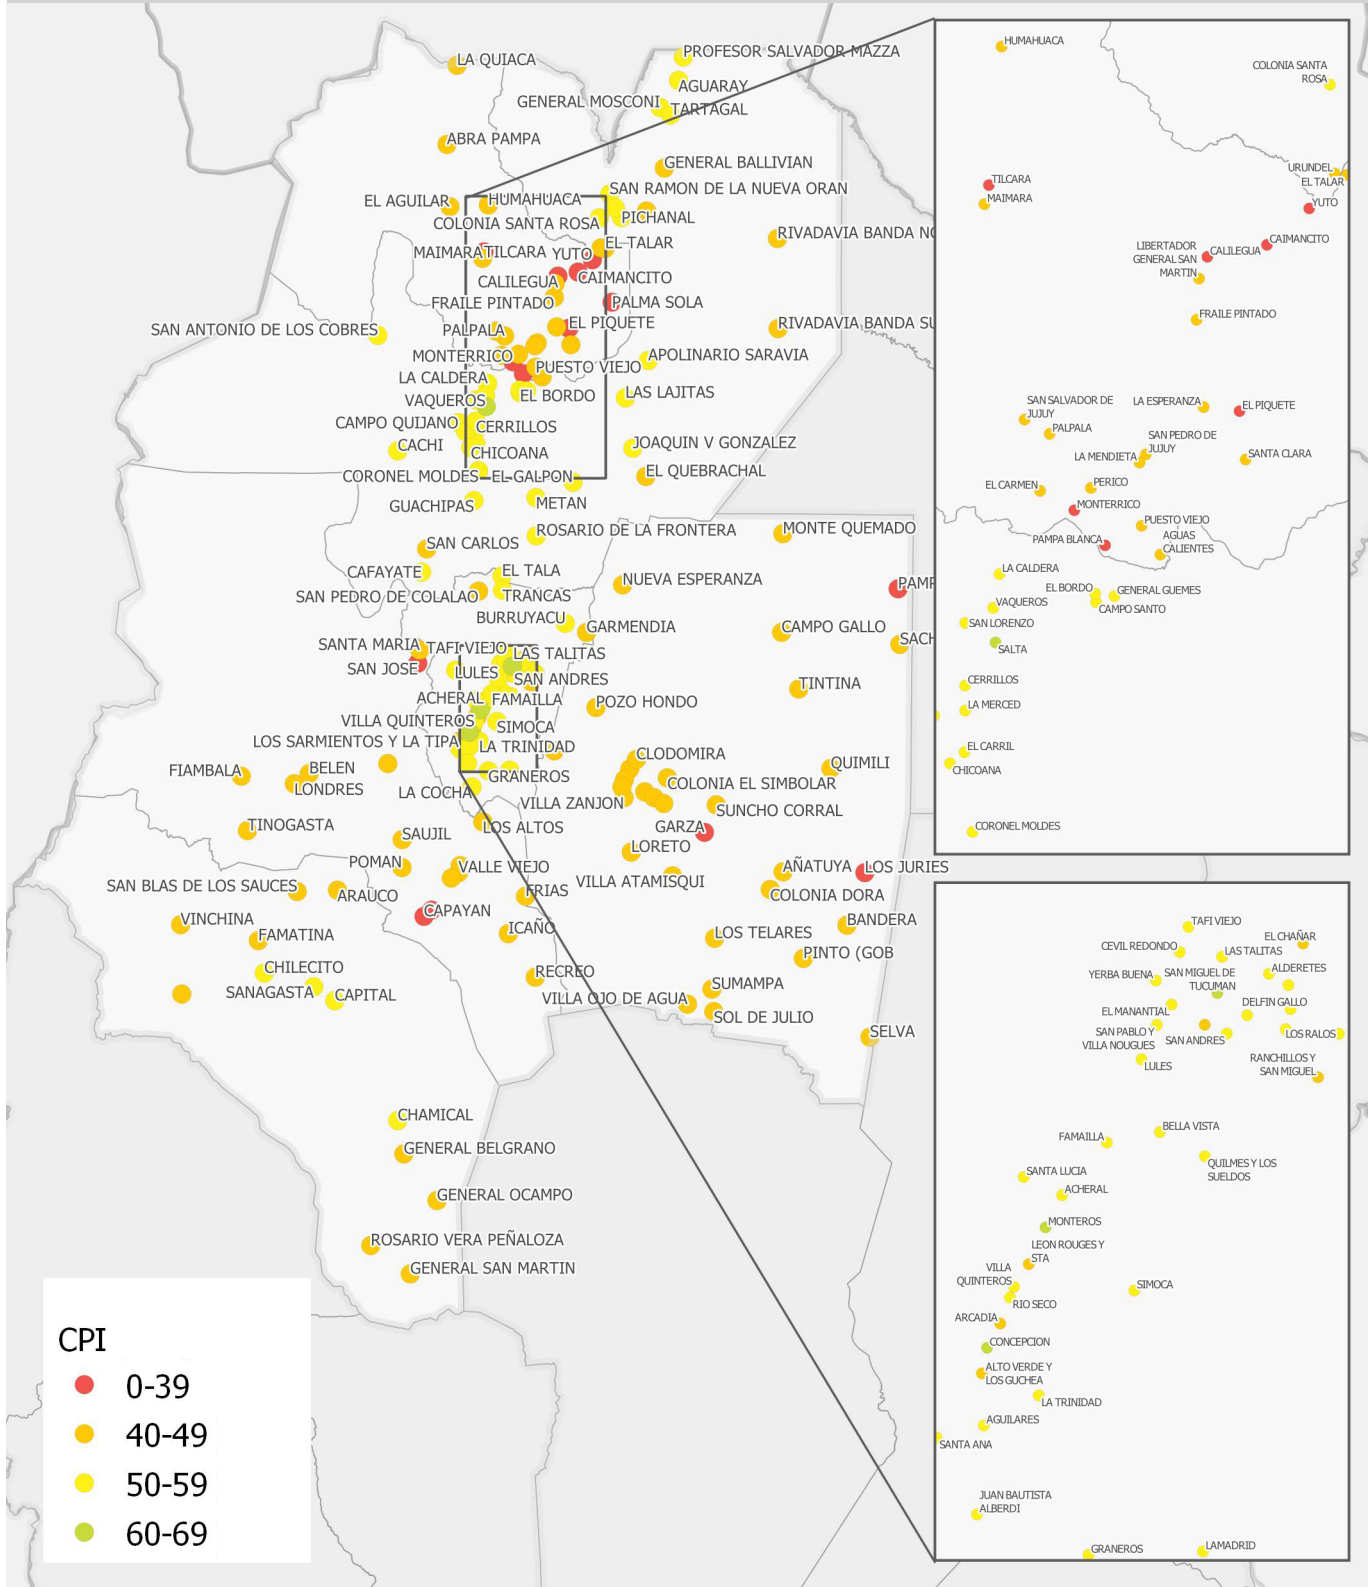 LA QUIACA
PROFESOR SALVADOR MAZZA
AGUARAY
GENERAL MOSCONI
TARTAGAL
ABRA PAMPA
GENERAL BALLIVIAN
EL AGUILAR
HUMAHUACA
SAN RAMON DE LA NUEVA ORAN
COLONIA SANTA ROSA
PICHANAL
RIVADAVIA BANDA NO
MAIMARA
TILCARA
YUTO
EL TALAR
CALILEGUA
CAIMANCITO
FRAILE PINTADO
PALMA SOLA
SAN ANTONIO DE LOS COBRES
PALPALA
EL PIQUETE
RIVADAVIA BANDA SU
MONTERRICO
PUESTO VIEJO
APOLINARIO SARAVIA
LA CALDERA
VAQUEROS
EL BORDO
LAS LAJITAS
CAMPO QUIJANO
CERRILLOS
CACHI
CHICOANA
JOAQUIN V GONZALEZ
CORONEL MOLDES
EL GALPON
EL QUEBRACHAL
GUACHIPAS
METAN
ROSARIO DE LA FRONTERA
MONTE QUEMADO
SAN CARLOS
CAFAYATE
EL TALA
NUEVA ESPERANZA
PAMP
SAN PEDRO DE COLALAO
TRANCAS
BURRUYACU
GARMENDIA
CAMPO GALLO
SACH
SANTA MARIA
TAFI VIEJO
LAS TALITAS
SAN JOSE
LULES
SAN ANDRES
TINTINA
ACHERAL
FAMAILLA
POZO HONDO
VILLA QUINTEROS
SIMOCA
LOS SARMIENTOS Y LA TIPA
LA TRINIDAD
CLODOMIRA
QUIMILI
FIAMBALA
BELEN
LONDRES
GRANEROS
COLONIA EL SIMBOLAR
LA COCHA
VILLA ZANJON
SUNCHO CORRAL
TINOGASTA
SAUJIL
LOS ALTOS
GARZA
LORETO
POMAN
VALLE VIEJO
AÑATUYA
LOS JURIES
SAN BLAS DE LOS SAUCES
ARAUCO
FRIAS
VILLA ATAMISQUI
COLONIA DORA
VINCHINA
CAPAYAN
BANDERA
FAMATINA
ICAÑO
LOS TELARES
PINTO (GOB
CHILECITO
RECREO
SANAGASTA
CAPITAL
VILLA OJO DE AGUA
SUMAMPA
SOL DE JULIO
SELVA
CHAMICAL
GENERAL BELGRANO
GENERAL OCAMPO
ROSARIO VERA PEÑALOZA
GENERAL SAN MARTIN
CPI
0-39
40-49
50-59
60-69
HUMAHUACA
COLONIA SANTA
ROSA
URUNDEL
EL TALAR
TILCARA
MAIMARA
YUTO
CAIMANCITO
LIBERTADOR
GENERAL SAN
MARTIN
CALILEGUA
FRAILE PINTADO
SAN SALVADOR DE
JUJUY
LA ESPERANZA
EL PIQUETE
PALPALA
SAN PEDRO DE
JUJUY
LA MENDIETA
SANTA CLARA
EL CARMEN
PERICO
MONTERRICO
PUESTO VIEJO
PAMPA BLANCA
AGUAS
CALIENTES
LA CALDERA
EL BORDO
GENERAL GUEMES
VAQUEROS
CAMPO SANTO
SAN LORENZO
SALTA
CERRILLOS
LA MERCED
EL CARRIL
CHICOANA
CORONEL MOLDES
TAFI VIEJO
CEVIL REDONDO
LAS TALITAS
EL CHAÑAR
YERBA BUENA
SAN MIGUEL DE
TUCUMAN
ALDERETES
EL MANANTIAL
DELFIN GALLO
SAN PABLO Y
VILLA NOUGUES
SAN ANDRES
LOS RALOS
LULES
RANCHILLOS Y
SAN MIGUEL
FAMAILLA
BELLA VISTA
QUILMES Y LOS
SUELDOS
SANTA LUCIA
ACHERAL
MONTEROS
LEON ROUGES Y
STA
VILLA
QUINTEROS
SIMOCA
RIO SECO
ARCADIA
CONCEPCION
ALTO VERDE Y
LOS GUCHEA
LA TRINIDAD
AGUILARES
SANTA ANA
JUAN BAUTISTA
ALBERDI
GRANEROS
LAMADRID